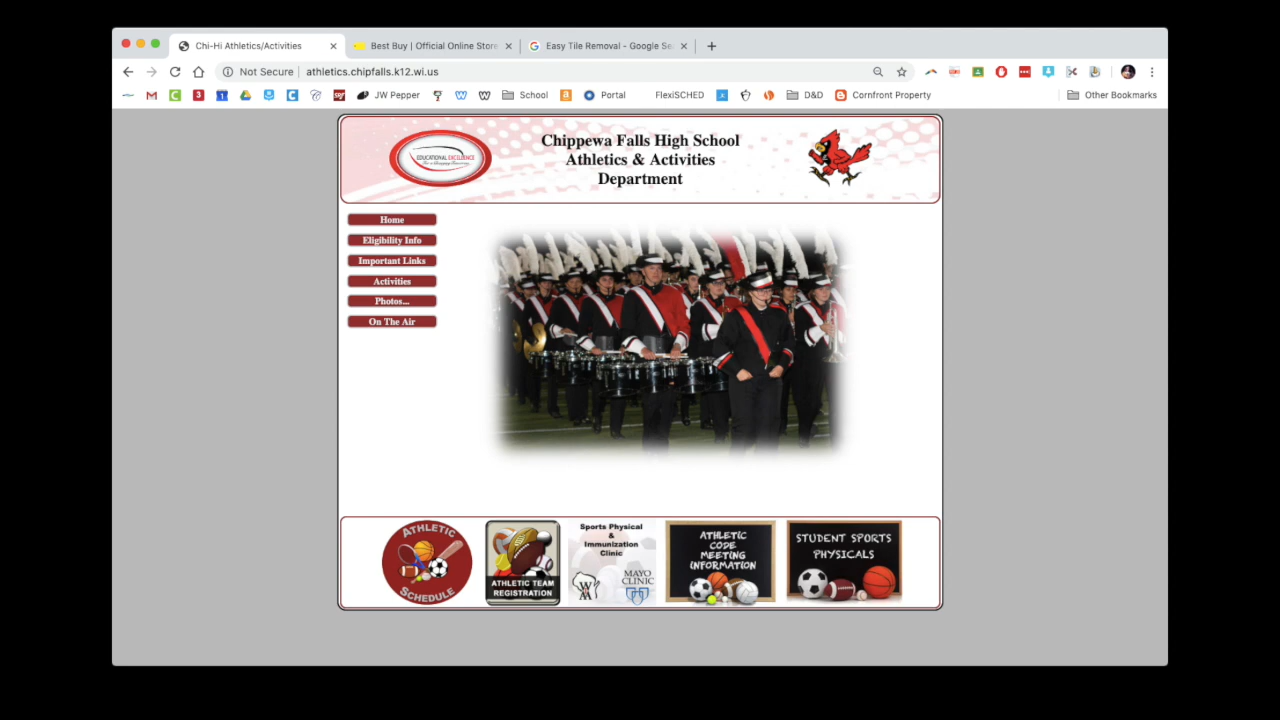 Chi-Hi Athletics/Activities
Best Buy | Official Online Store
Easy Tile Removal - Google Se
Not Secure
athletics.chipfalls.k12.wi.us
JW Pepper
School
Portal
FlexiSCHED
D&D
Cornfront Property
Other Bookmarks
EDUCATIONAL EXCELLENCE
Chippewa Falls High School
Athletics & Activities
Department
Home
Eligibility Info
Important Links
Activities
Photos...
On The Air
ATHLETIC
SCHEDULE
ATHLETIC TEAM
REGISTRATION
Sports Physical
&
Immunization
Clinic
MAYO
CLINIC
ATHLETIC
CODE
MEETING
INFORMATION
STUDENT SPORTS
PHYSICALS